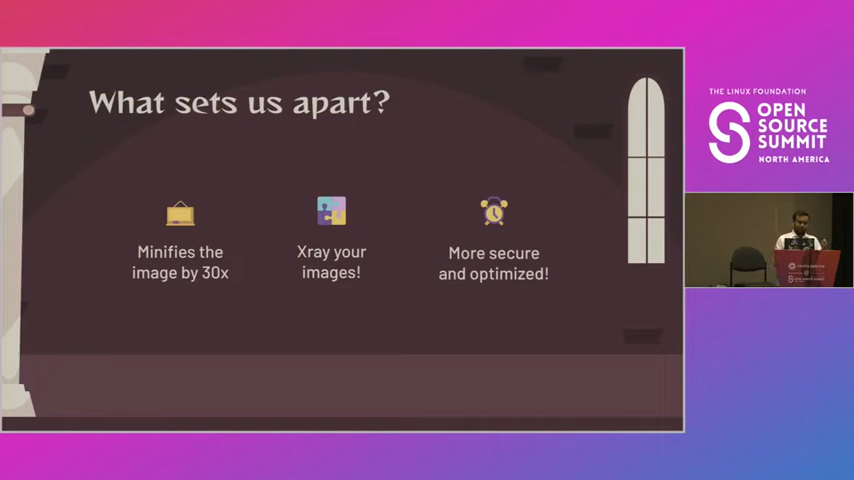 What sets us apart?
Minifies the
image by 30x
Xray your
images!
More secure
and optimized!
THE LINUX FOUNDATION
OPEN
SOURCE
SUMMIT
NORTH AMERICA